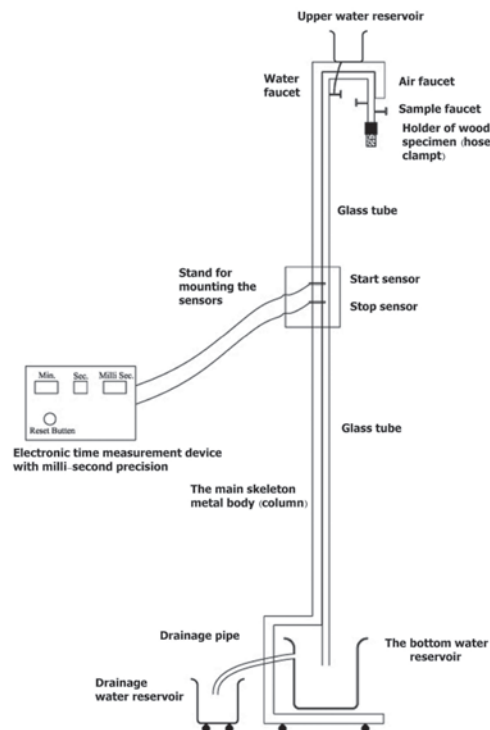 Upper water reservoir
Water
faucet
Air faucet
Sample faucet
Holder of wood
specimen (hose
clampt)
Glass tube
Stand for
mounting the
sensors
Start sensor
Stop sensor
Min.
Sec.
Milli Sec.
Reset Butten
Electronic time measurement device
with milli-second precision
Glass tube
The main skeleton
metal body (column)
Drainage pipe
The bottom water
reservoir
Drainage
water reservoir